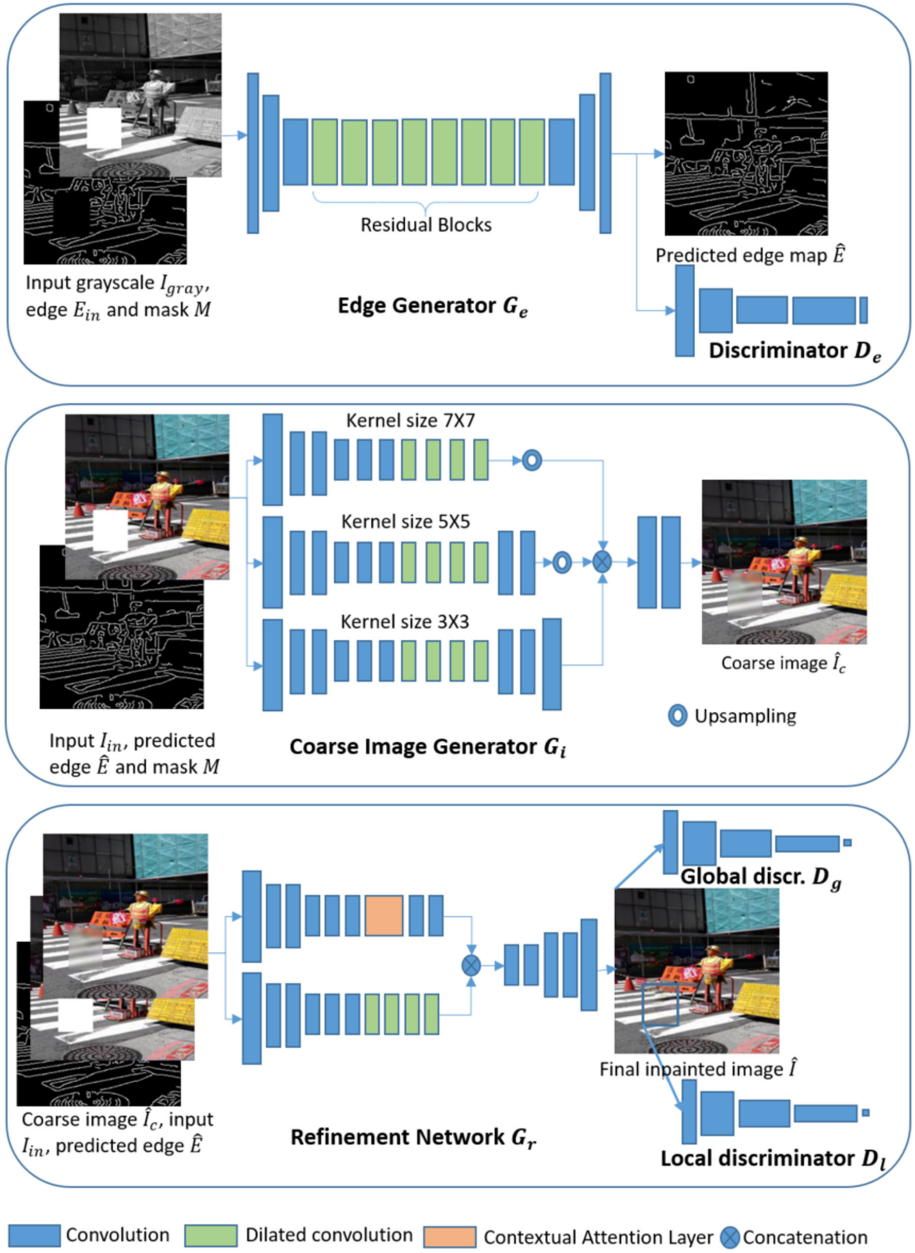 Residual Blocks
Input grayscale I_gray,
edge E_in and mask M
Edge Generator G_e
Predicted edge map Ê
Discriminator D_e
Kernel size 7X7
Kernel size 5X5
Kernel size 3X3
Coarse image Î_c
Upsampling
Input I_in, predicted
edge Ê and mask M
Coarse Image Generator G_i
Global discr. D_g
Final inpainted image Î
Coarse image Î_c, input
I_in, predicted edge Ê
Refinement Network G_r
Local discriminator D_l
Convolution
Dilated convolution
Contextual Attention Layer
Concatenation